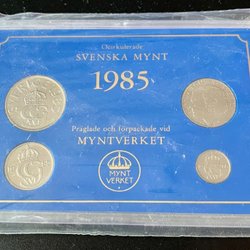 Ocirkulerade
SVENSKA MYNT
1985
Präglade och förpackade vid
MYNTVERKET
MYNT
VERKET